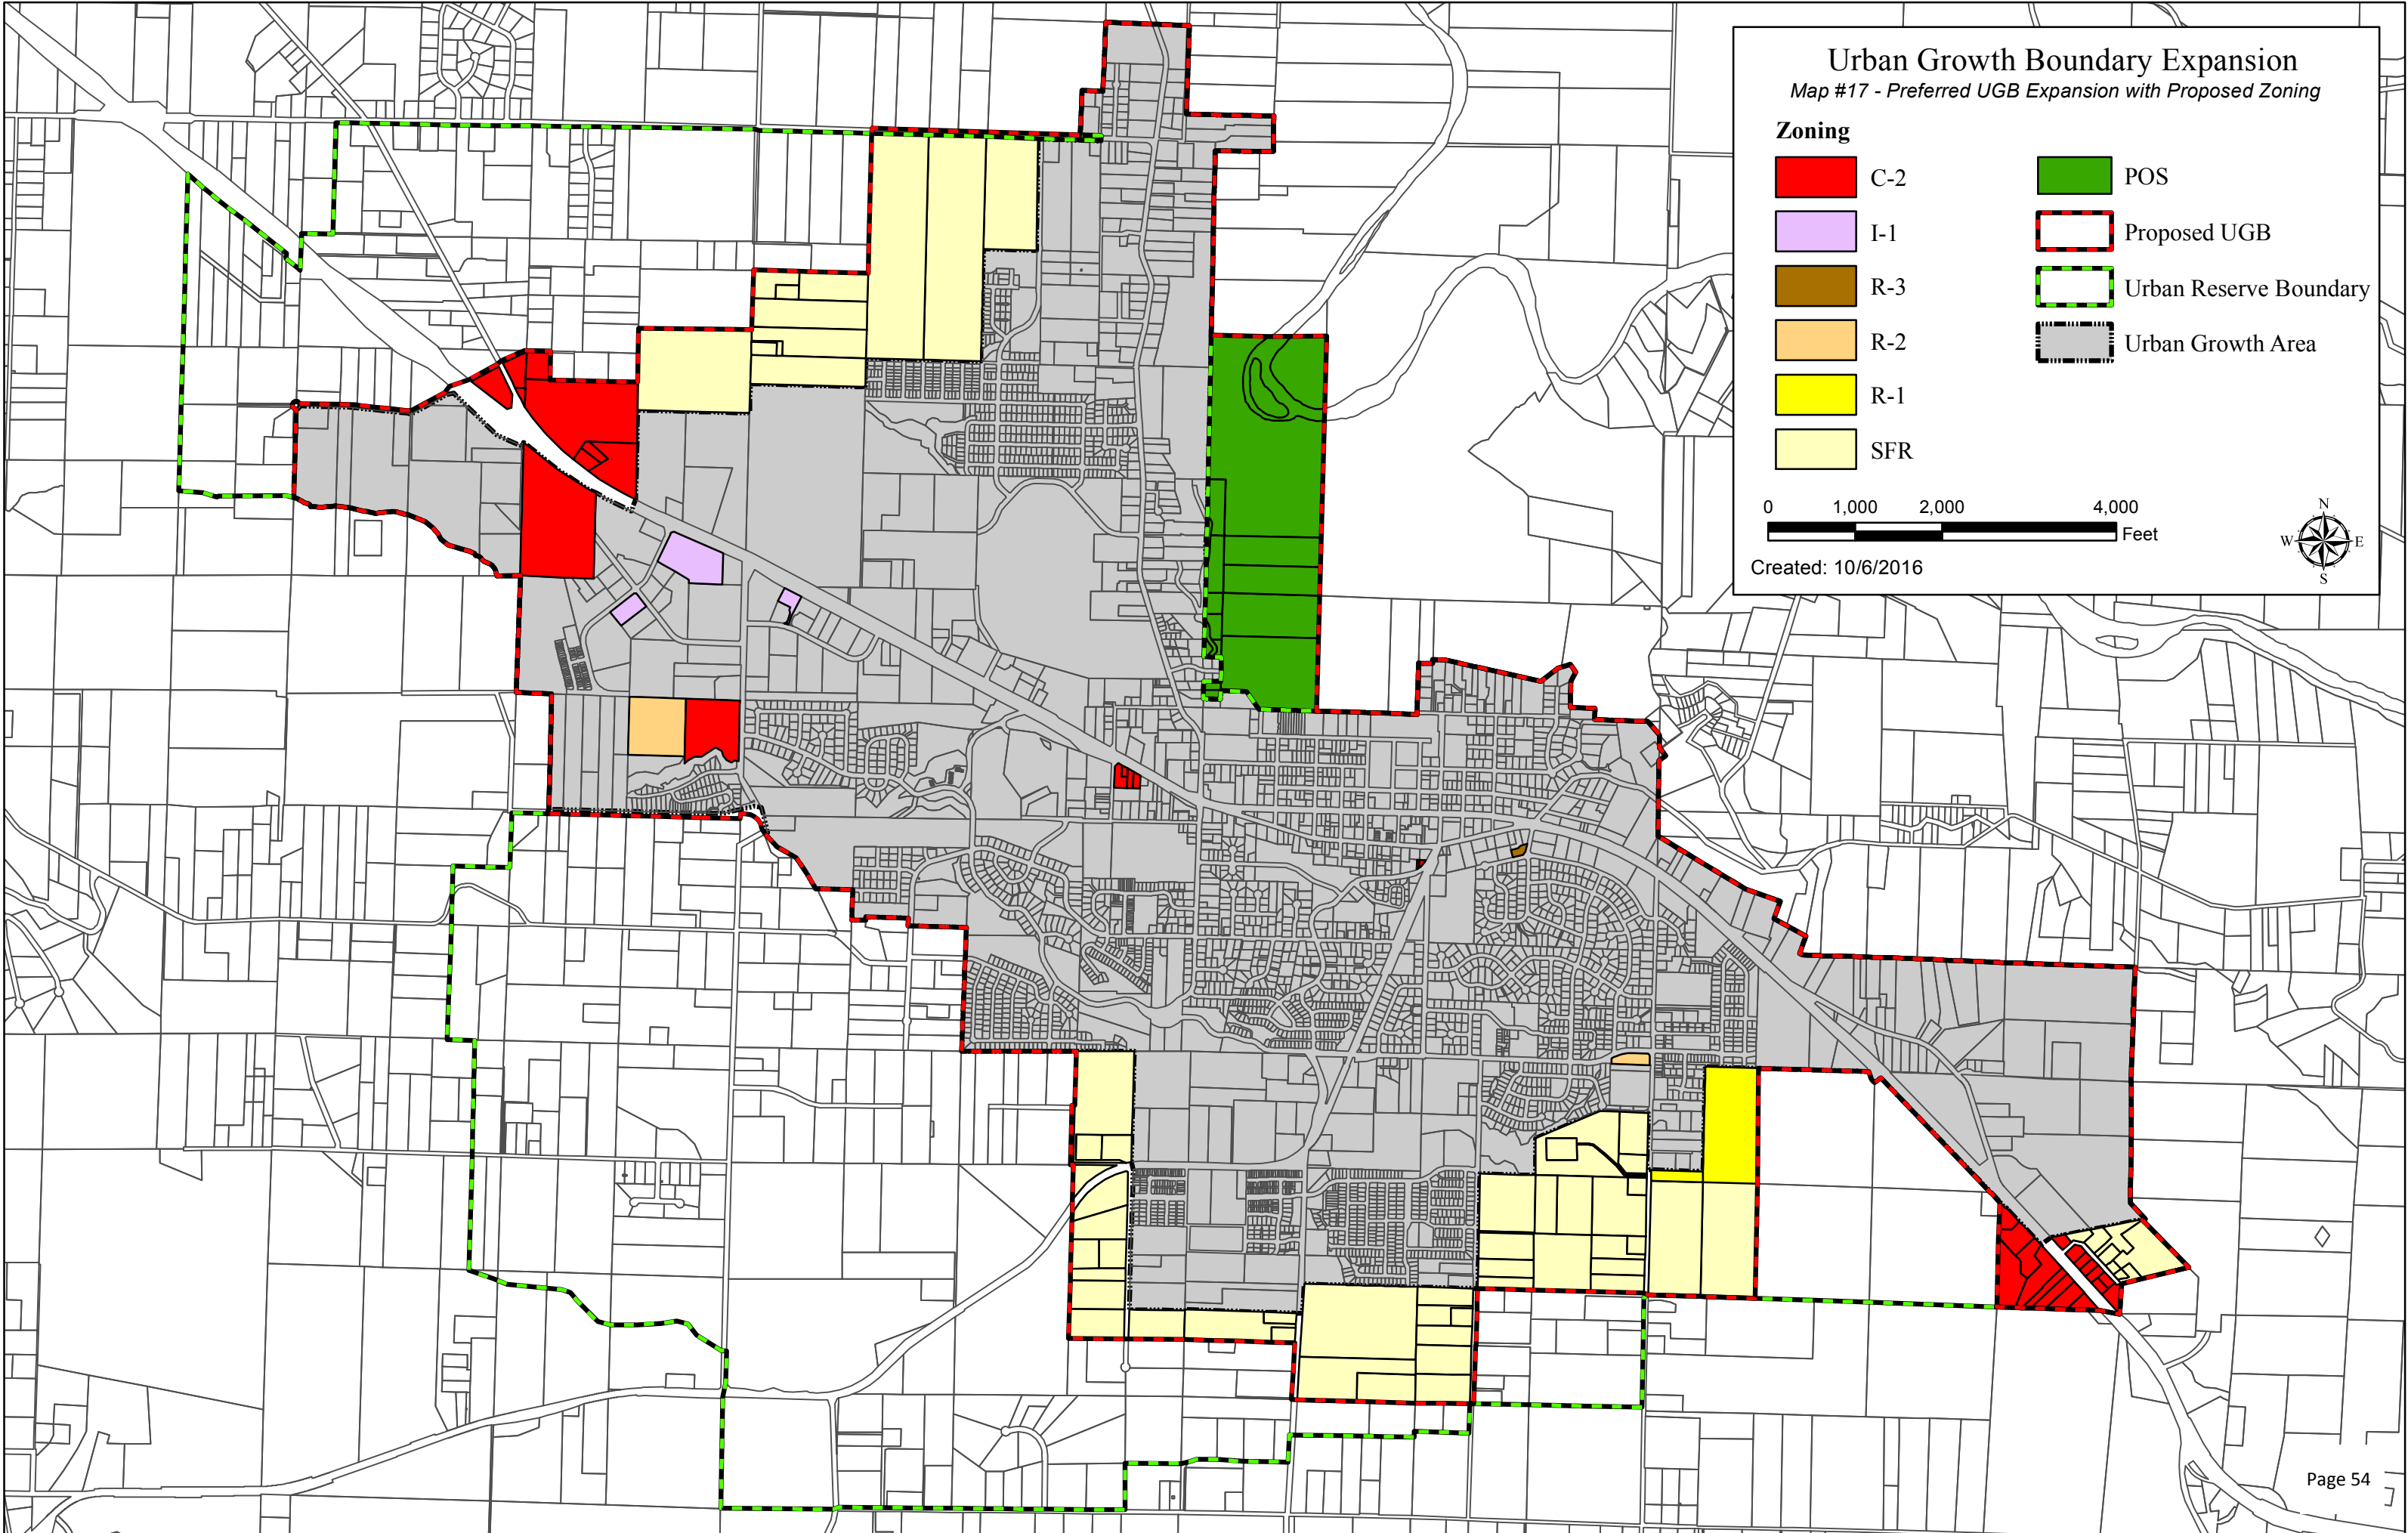 Urban Growth Boundary Expansion
Map #17 - Preferred UGB Expansion with Proposed Zoning
Zoning
C-2
I-1
R-3
R-2
R-1
SFR
POS
Proposed UGB
Urban Reserve Boundary
Urban Growth Area
0 1,000 2,000 4,000
Feet
Created: 10/6/2016
N
W E
S
Page 54